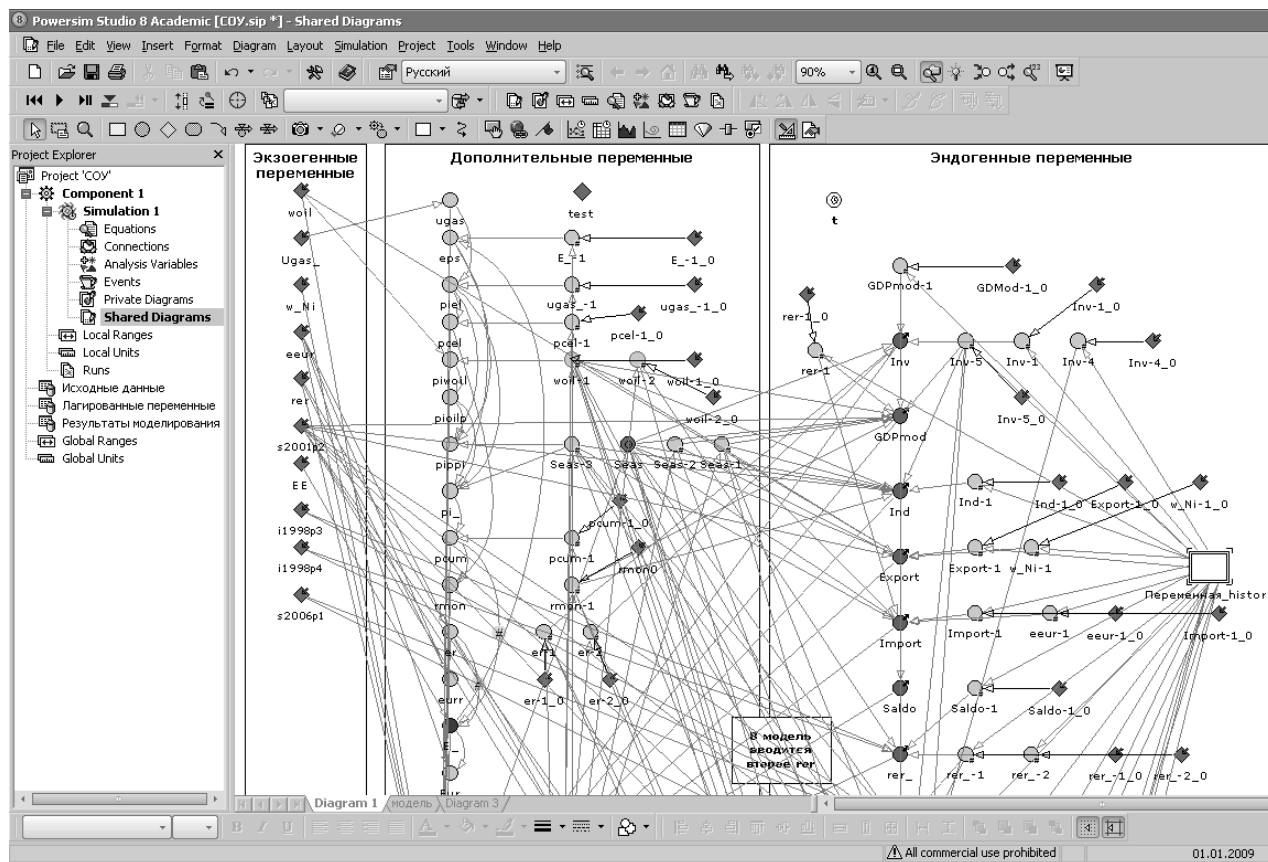 Powersim Studio 8 Academic [СОУ.sip *] - Shared Diagrams
File Edit View Insert Format Diagram Layout Simulation Project Tools Window Help
Русский
90%
Project Explorer
Project 'СОУ'
Component 1
Simulation 1
Equations
Connections
Analysis Variables
Events
Private Diagrams
Shared Diagrams
Local Ranges
Local Units
Runs
Исходные данные
Лагированные переменные
Результаты моделирования
Global Ranges
Global Units
Экзоегенные
переменные
woil
Ugas_
w_Ni
eeur
rer
s2001p2
EE
i1998p3
i1998p4
s2006p1
Дополнительные переменные
test
ugas
eps E_-1 E_-1_0
piel ugas_-1 ugas_-1_0
pcel pcel-1 pcel-1_0
piwoil woil-1 woil-2 woil-1_0
pioilp woil-2_0
pioppl Seas-3 Seas Seas-2 Seas-1
pi_
pcum-1_0
pcum pcum-1 rmon0
rmon rmon-1
er er-1 er-2
eurr er-1_0 er-2_0
E_
Eur
8 модель
вводится
второе rer
Эндогенные переменные
t
GDPmod-1 GDMod-1_0
rer-1_0 Inv-1_0
rer-1 Inv Inv-5 Inv-1 Inv-4 Inv-4_0
Inv-5_0
GDPmod
Ind Ind-1 Ind-1_0 Export-1_0 w_Ni-1_0
Export Export-1 w_Ni-1
Переменная_histor
Import Import-1 eeur-1 eeur-1_0 Import-1_0
Saldo Saldo-1 Saldo-1_0
rer_ rer_-1 rer_-2 rer_-1_0 rer_-2_0
Diagram 1 модель Diagram 3
B I U
All commercial use prohibited 01.01.2009